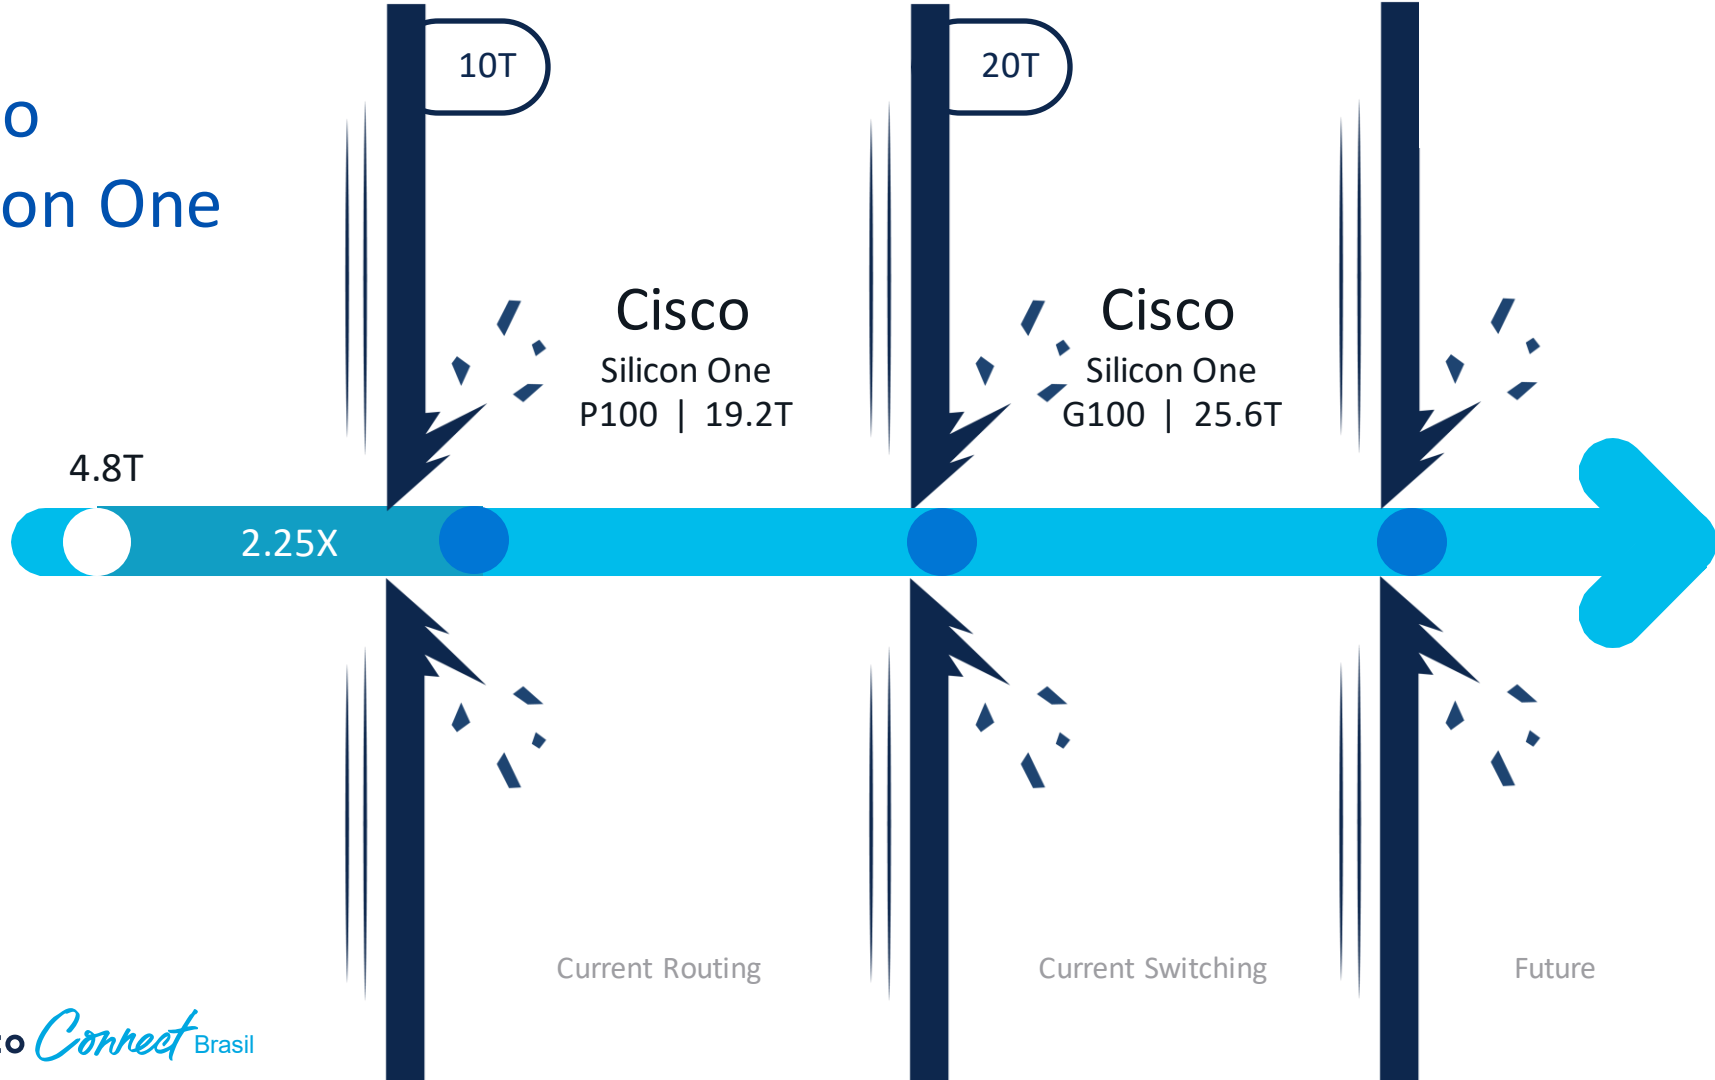 o
on One
10T
20T
Cisco
Silicon One
P100 | 19.2T
Cisco
Silicon One
G100 | 25.6T
4.8T
2.25X
Current Routing
Current Switching
Future
co Connect Brasil